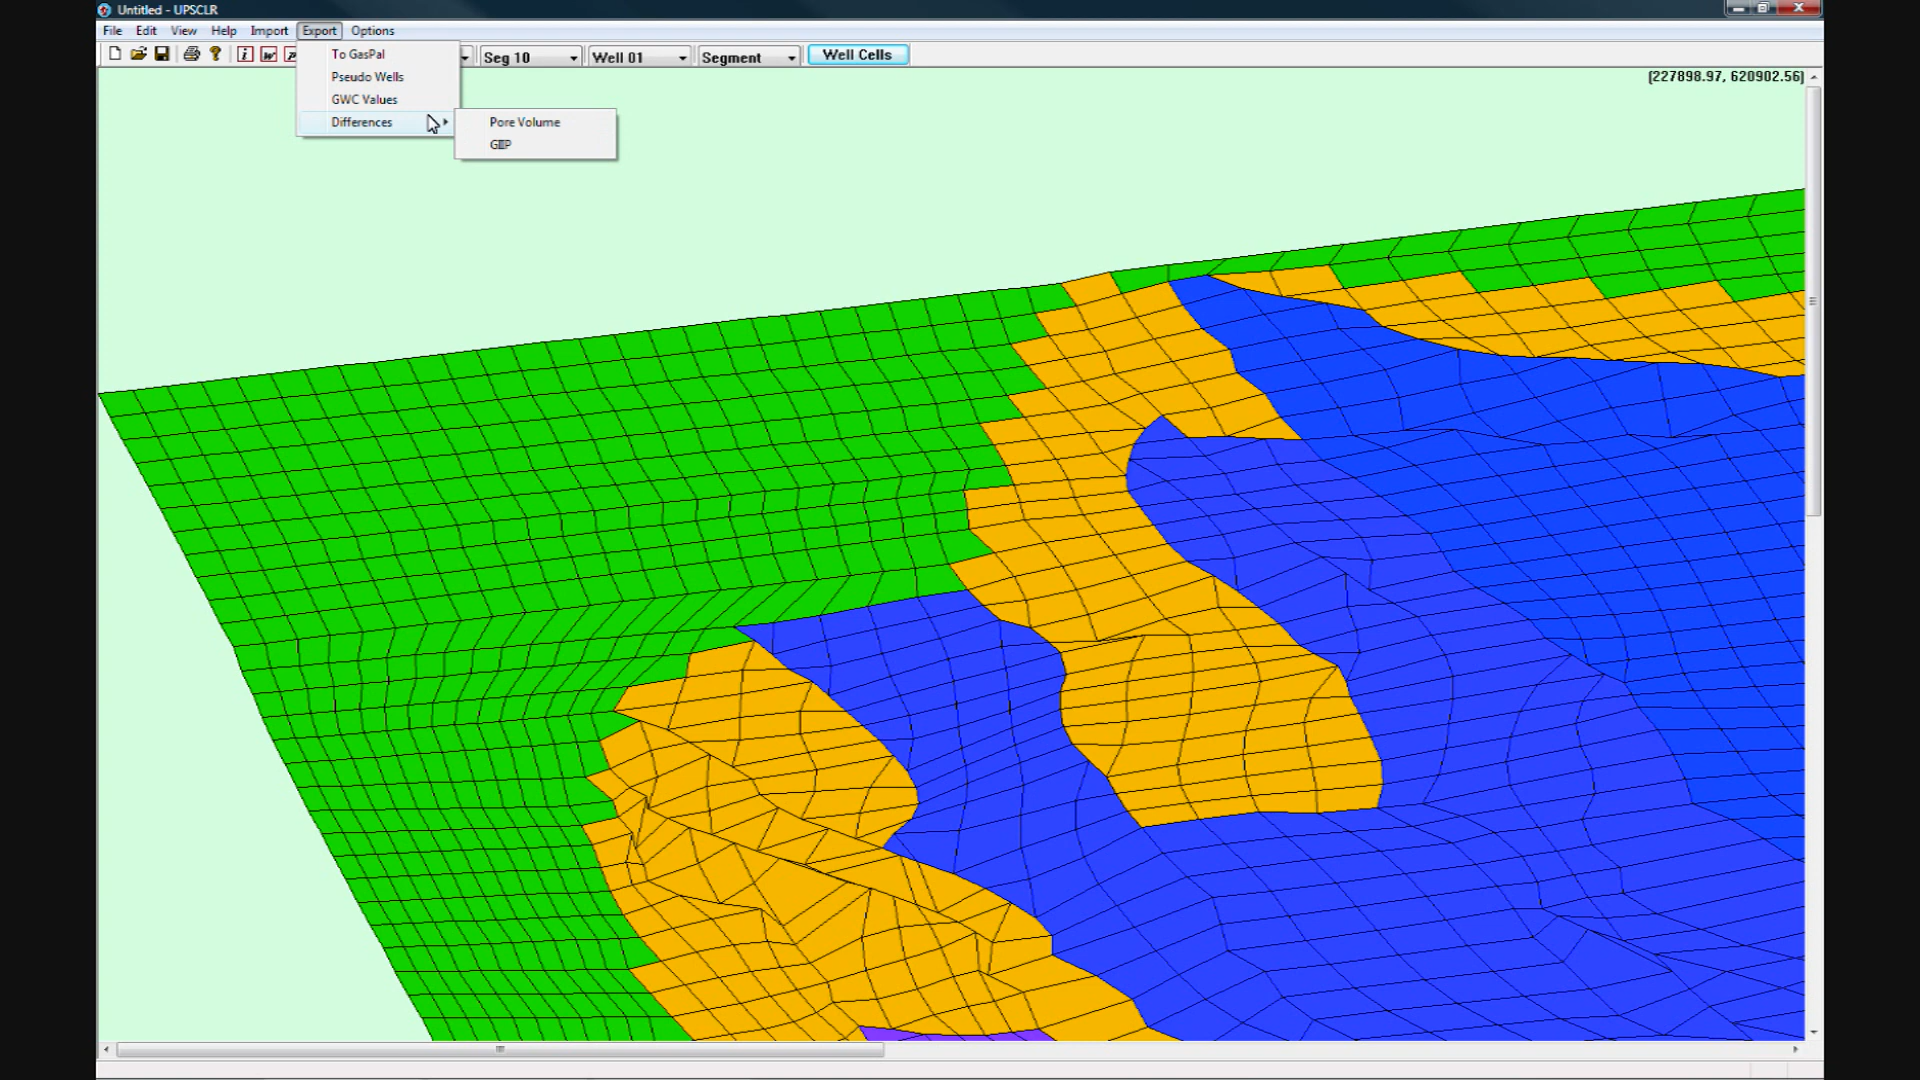 Untitled - UPSCLR
File Edit View Help Import Export Options
Seg 10 Well 01 Segment Well Cells
To GasPal
Pseudo Wells
GWC Values
Differences
Pore Volume
(227898.97, 620902.56)